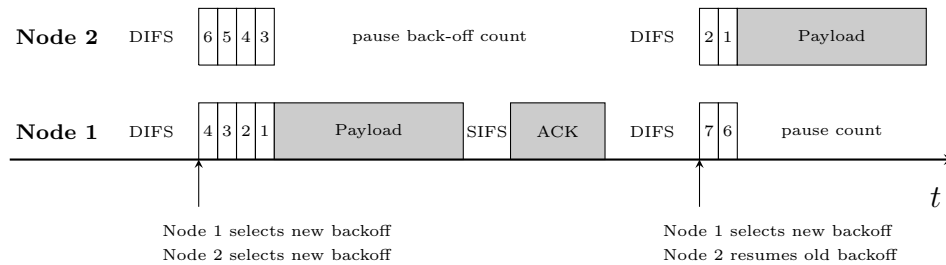 Node 2 DIFS 6 5 4 3 pause back-off count DIFS 2 1 Payload
Node 1 DIFS 4 3 2 1 Payload SIFS ACK DIFS 7 6 pause count
t
Node 1 selects new backoff
Node 2 selects new backoff
Node 1 selects new backoff
Node 2 resumes old backoff